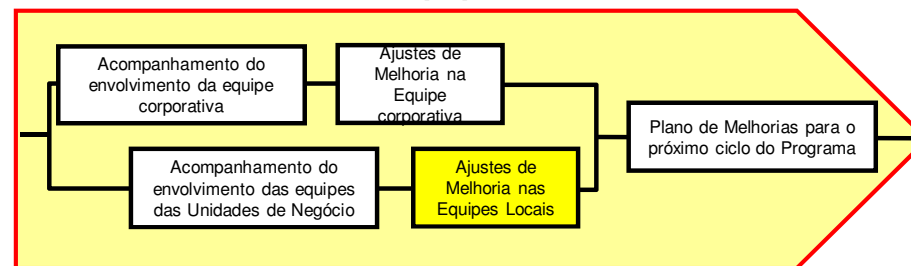 Acompanhamento do
envolvimento da equipe
corporativa
Ajustes de
Melhoria na
Equipe
corporativa
Plano de Melhorias para o
próximo ciclo do Programa
Acompanhamento do
envolvimento das equipes
das Unidades de Negócio
Ajustes de
Melhoria nas
Equipes Locais